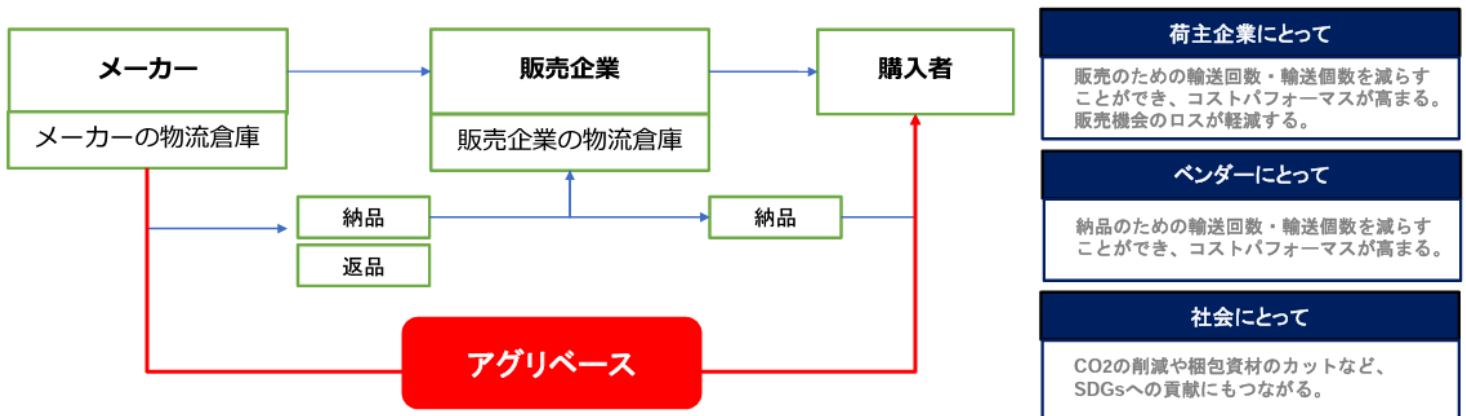 メーカー
メーカーの物流倉庫
販売企業
販売企業の物流倉庫
購入者
納品
返品
納品
アグリベース
荷主企業にとって
販売のための輸送回数・輸送個数を減らす
ことができ、コストパフォーマスが高まる。
販売機会のロスが軽減する。
ベンダーにとって
納品のための輸送回数・輸送個数を減らす
ことができ、コストパフォーマスが高まる。
社会にとって
CO2の削減や梱包資材のカットなど、
SDGsへの貢献にもつながる。